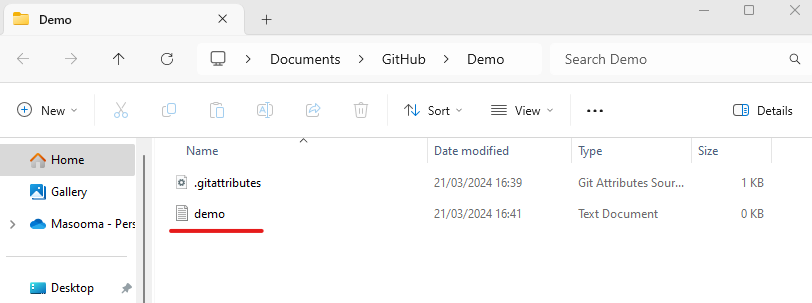 Demo
Documents GitHub Demo Search Demo
New Sort View Details
Name Date modified Type Size
Home
Gallery
Masooma - Pers
Desktop
.gitattributes 21/03/2024 16:39 Git Attributes Sour... 1 KB
demo 21/03/2024 16:41 Text Document 0 KB